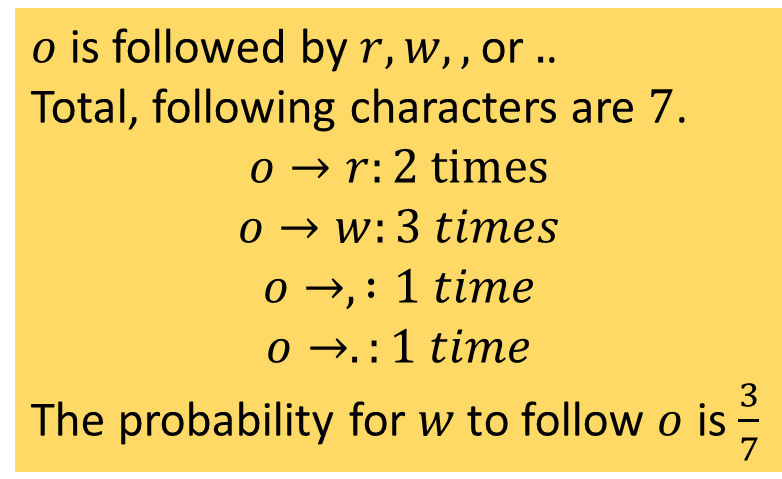 o is followed by r, w, , or ..
Total, following characters are 7.
o → r: 2 times
o → w: 3 times
o →, : 1 time
o →. : 1 time
The probability for w to follow o is 3/7